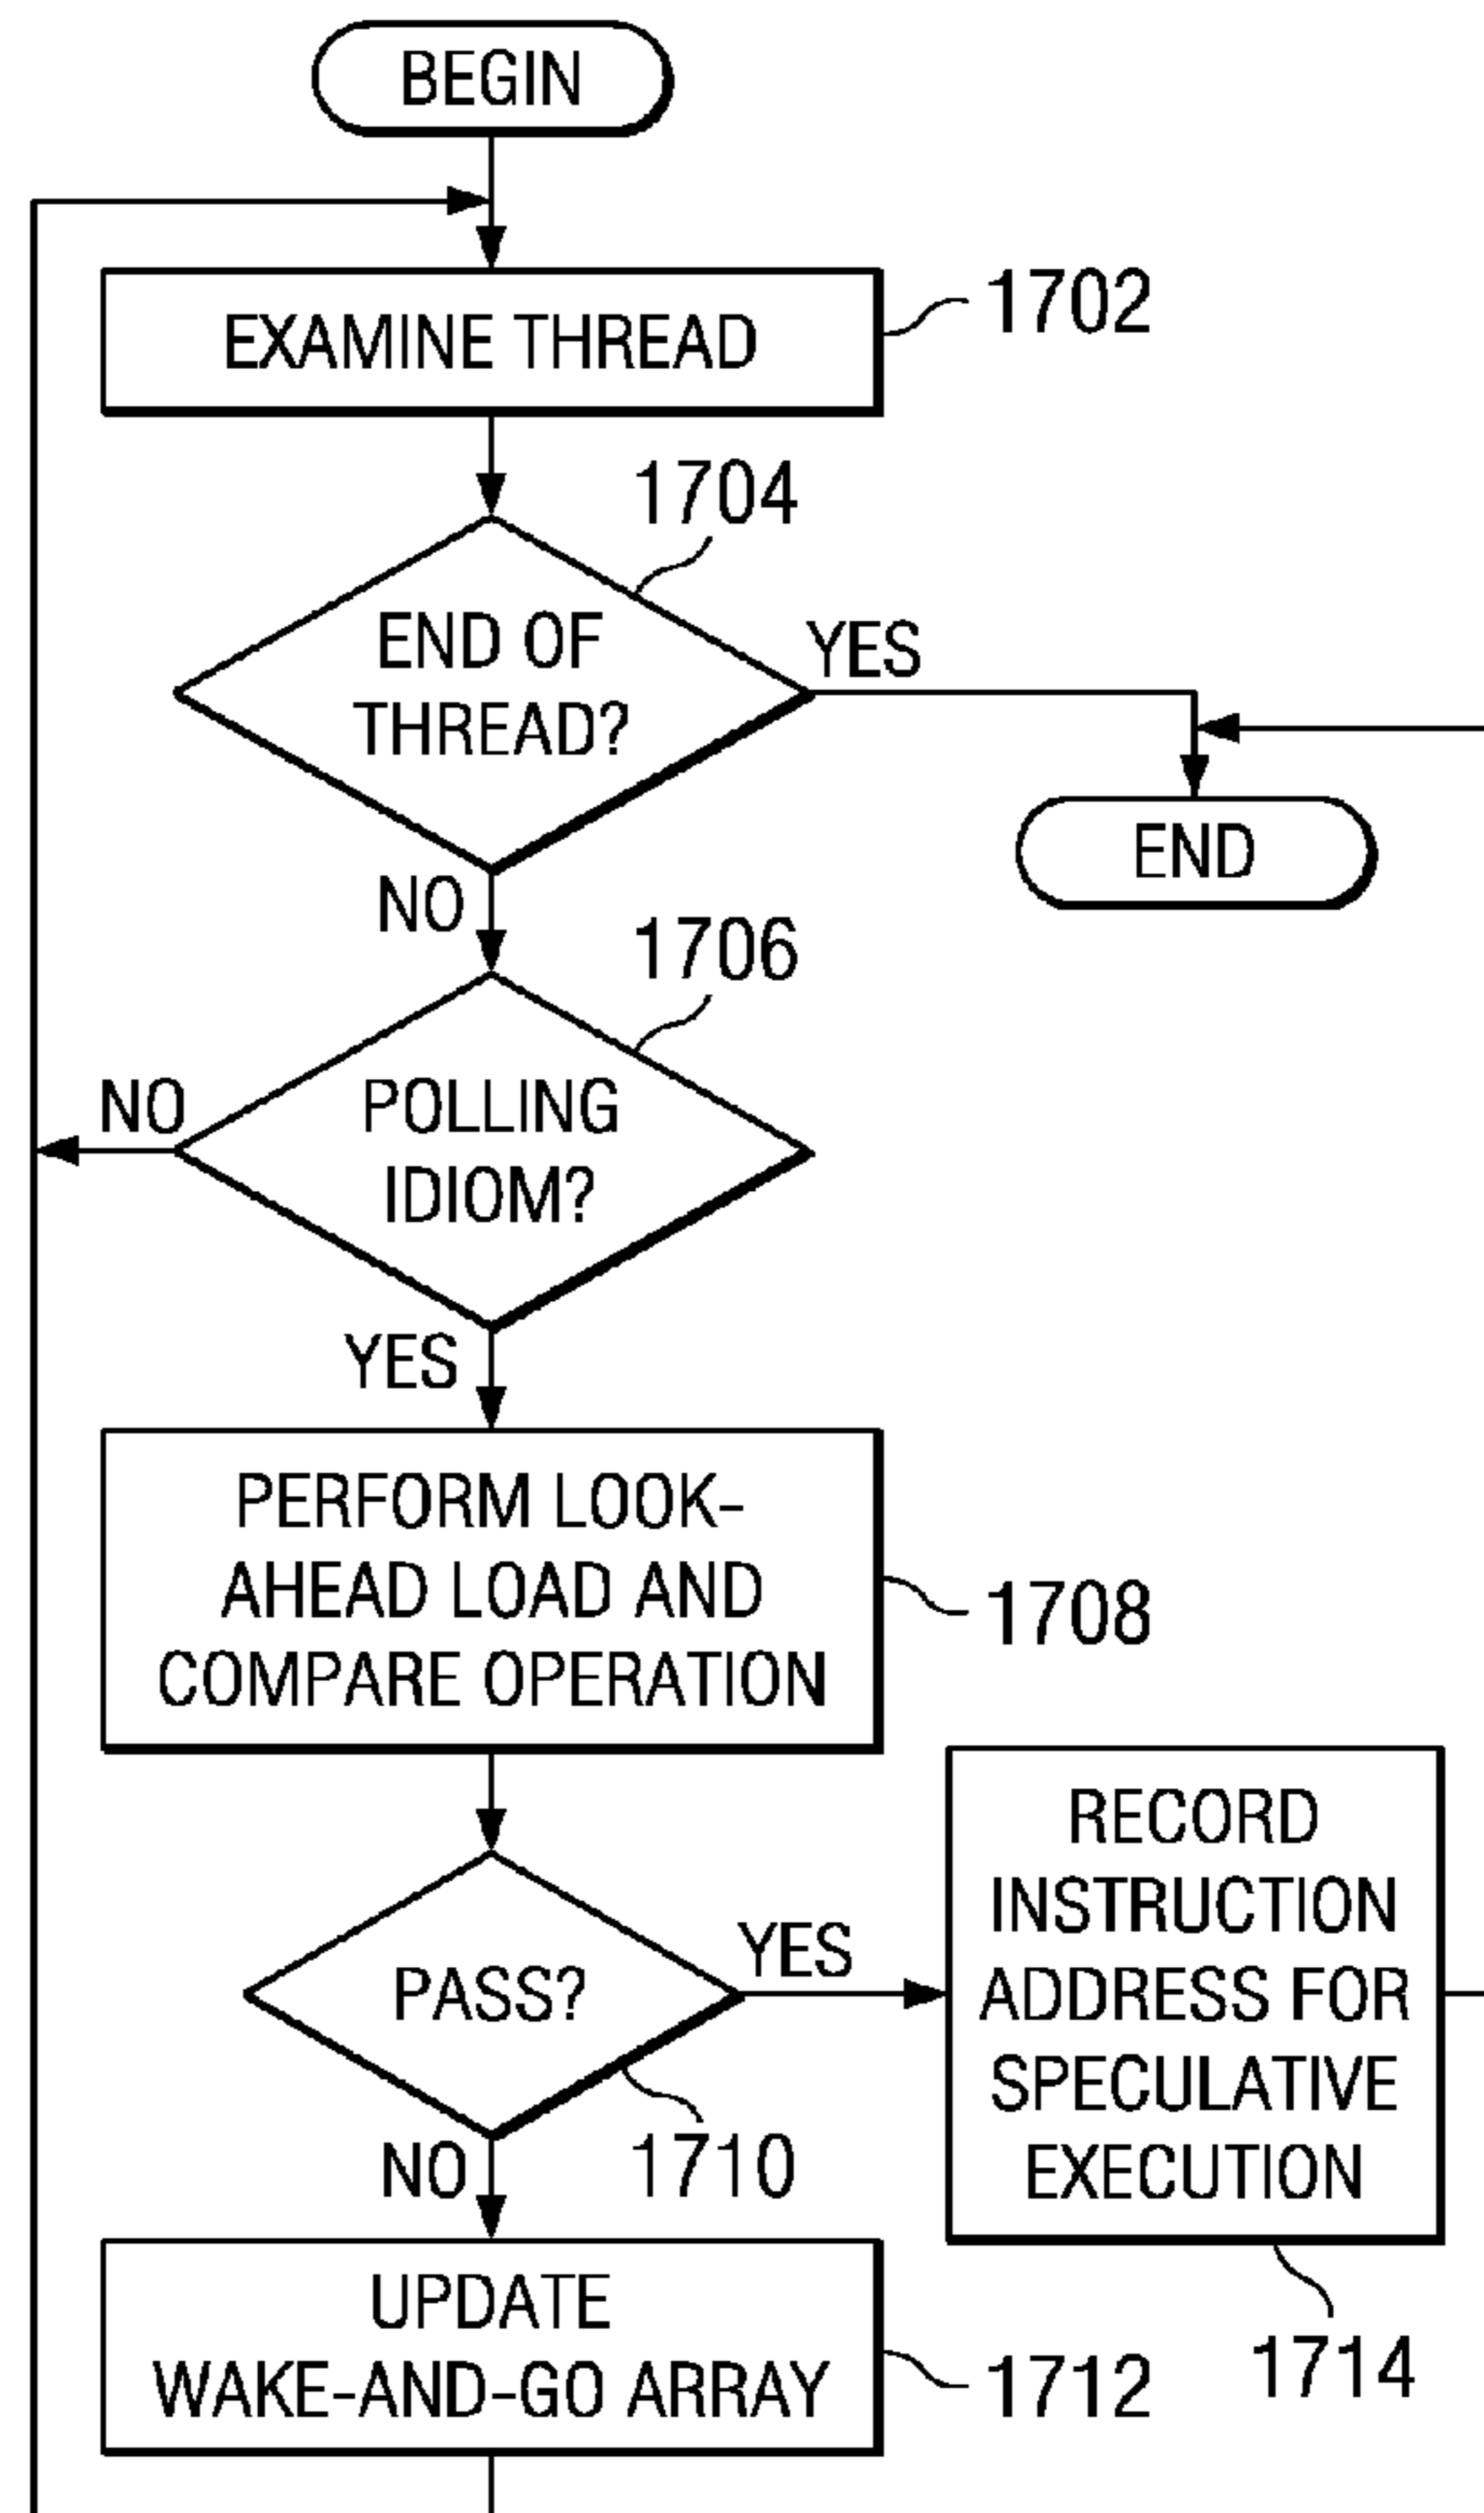 BEGIN
EXAMINE THREAD
1702
1704
END OF
THREAD?
YES
END
NO
1706
POLLING
IDIOM?
NO
YES
PERFORM LOOK-
AHEAD LOAD AND
COMPARE OPERATION
1708
PASS?
YES
1710
NO
RECORD
INSTRUCTION
ADDRESS FOR
SPECULATIVE
EXECUTION
1714
UPDATE
WAKE-AND-GO ARRAY
1712